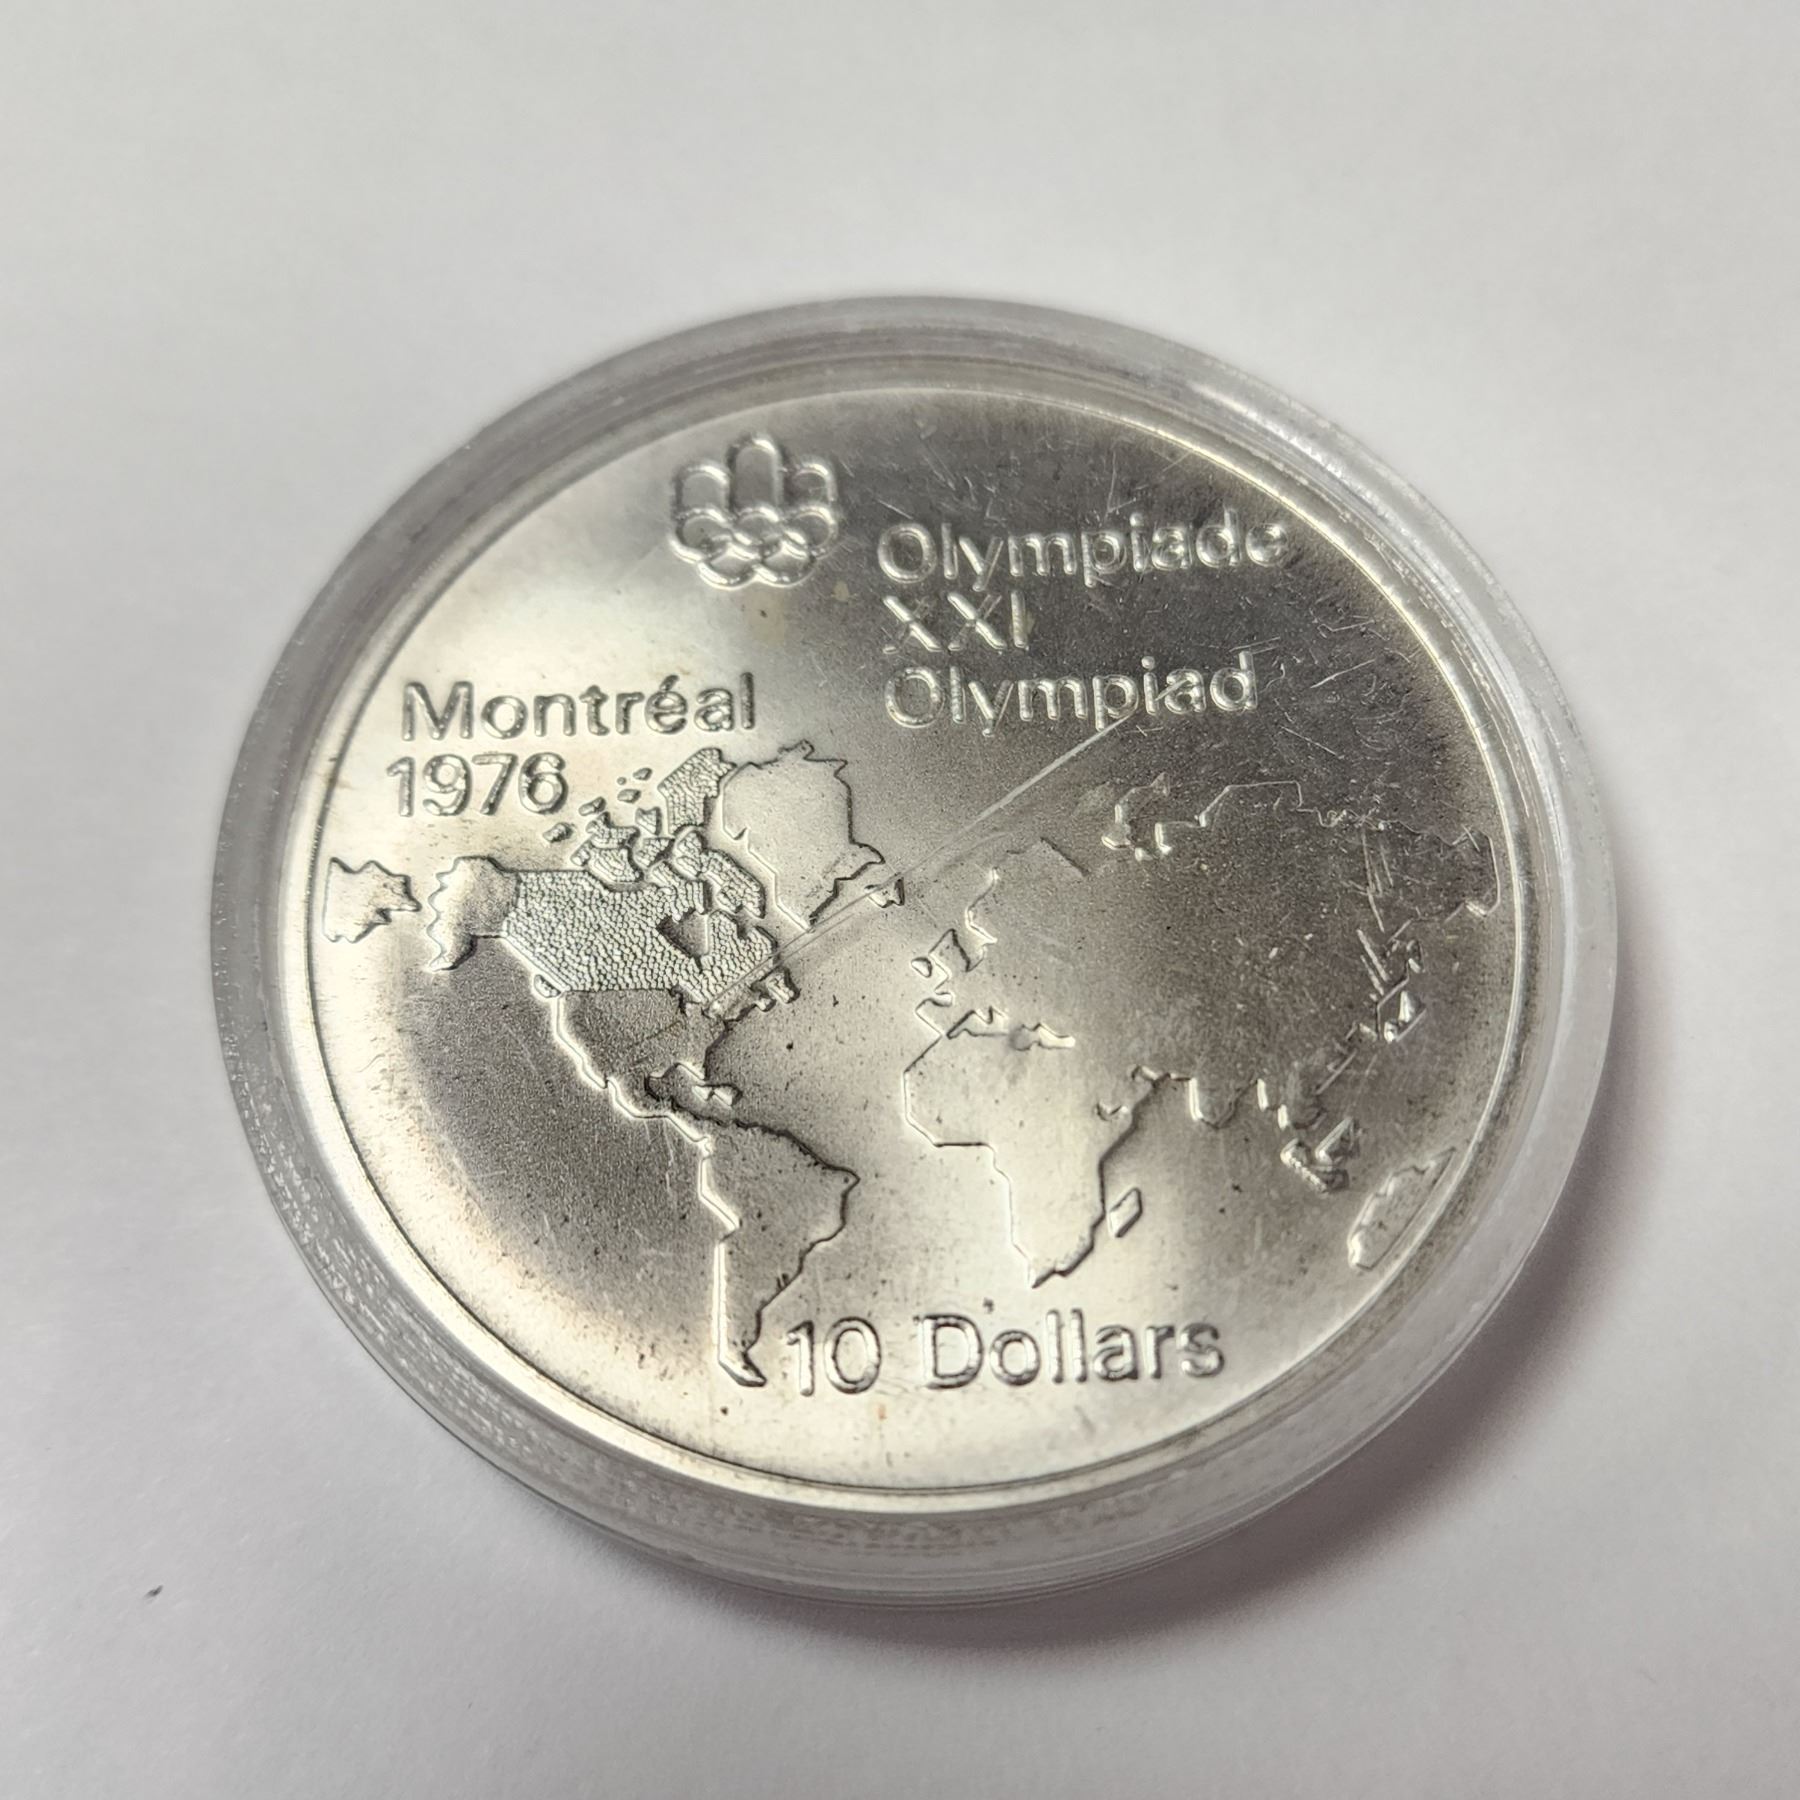 Olympiade
XXI
Olympiad
Montréal
1976
10 Dollars